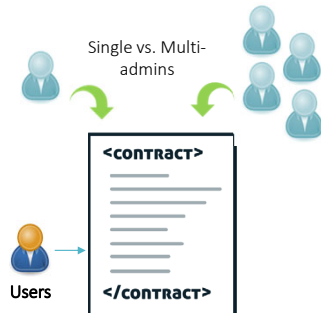 Single vs. Multi-
admins
<CONTRACT>
Users
</CONTRACT>